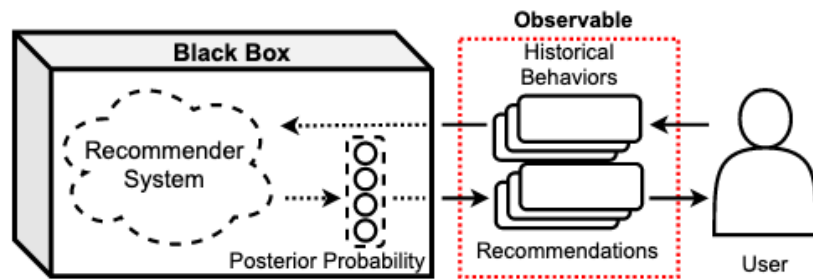 Observable
Black Box
Historical
Behaviors
Recommender
System
Posterior Probability
Recommendations
User